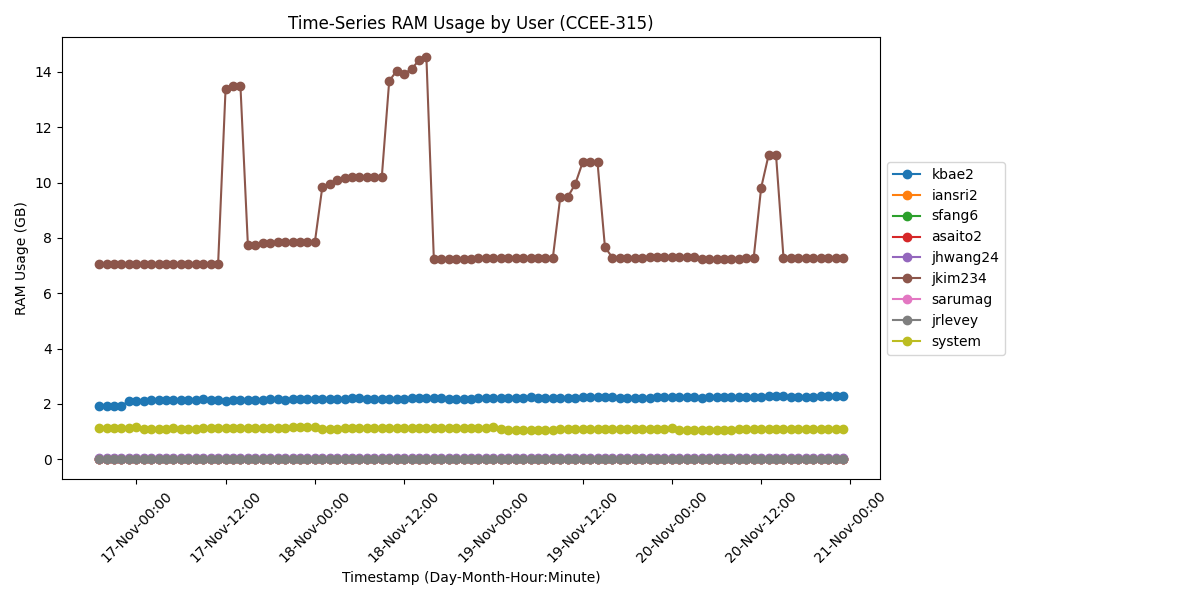 Time-Series RAM Usage by User (CCEE-315)
RAM Usage (GB)
14
12
10
8
6
4
2
0
17-Nov-00:00
17-Nov-12:00
18-Nov-00:00
18-Nov-12:00
19-Nov-00:00
19-Nov-12:00
20-Nov-00:00
20-Nov-12:00
21-Nov-00:00
Timestamp (Day-Month-Hour:Minute)
kbae2
iansri2
sfang6
asaito2
jhwang24
jkim234
sarumag
jrlevey
system